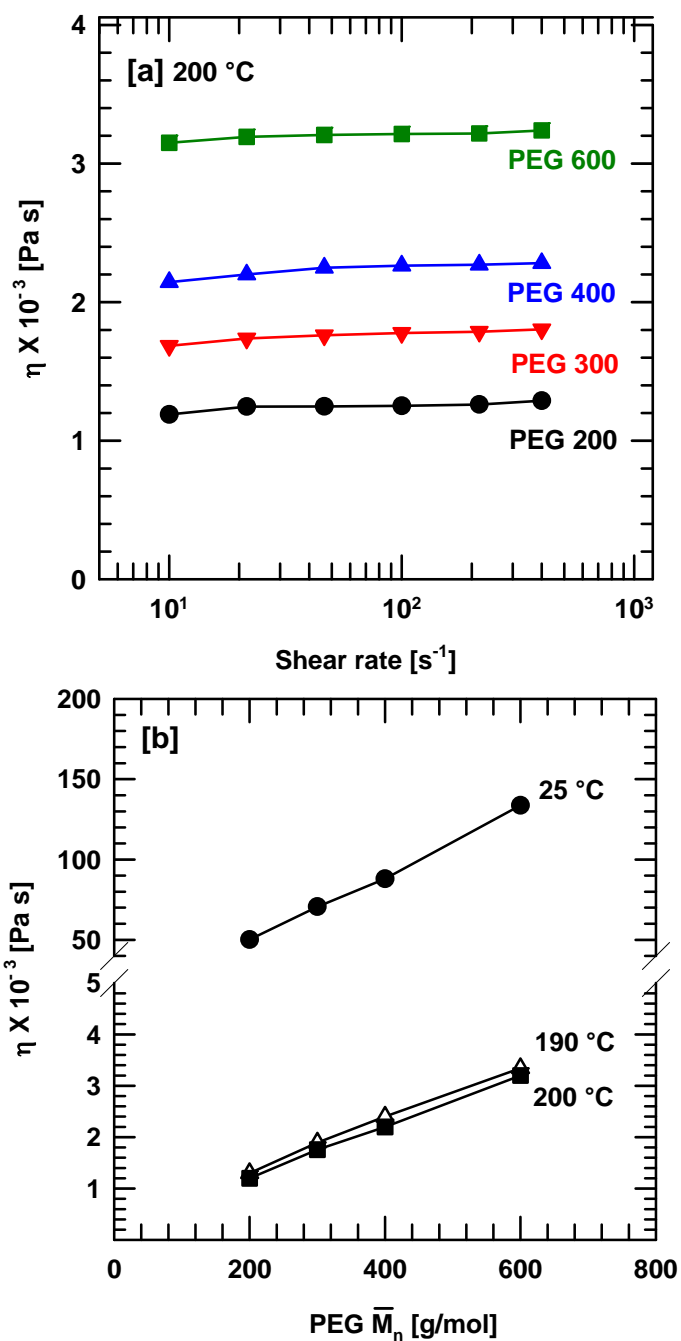 4
[a] 200 °C
PEG 600
3
η X 10⁻³ [Pa s]
PEG 400
2
PEG 300
PEG 200
1
0
10¹ 10² 10³
Shear rate [s⁻¹]
200
[b]
25 °C
150
100
50
η X 10⁻³ [Pa s]
5
4
190 °C
3
200 °C
2
1
0 200 400 600 800
PEG M̅ₙ [g/mol]